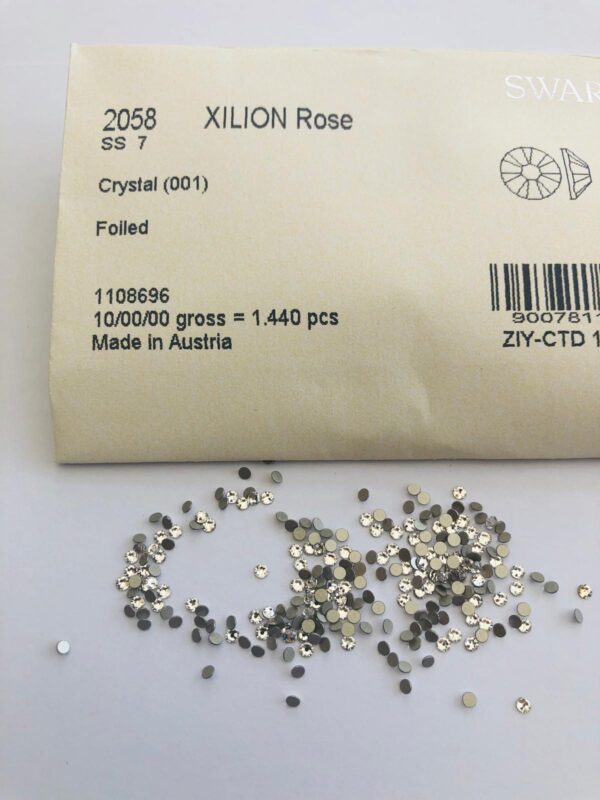 SWAR
2058 XILION Rose
SS 7
Crystal (001)
Foiled
1108696
10/00/00 gross = 1.440 pcs
Made in Austria
9007811
ZIY-CTD 1